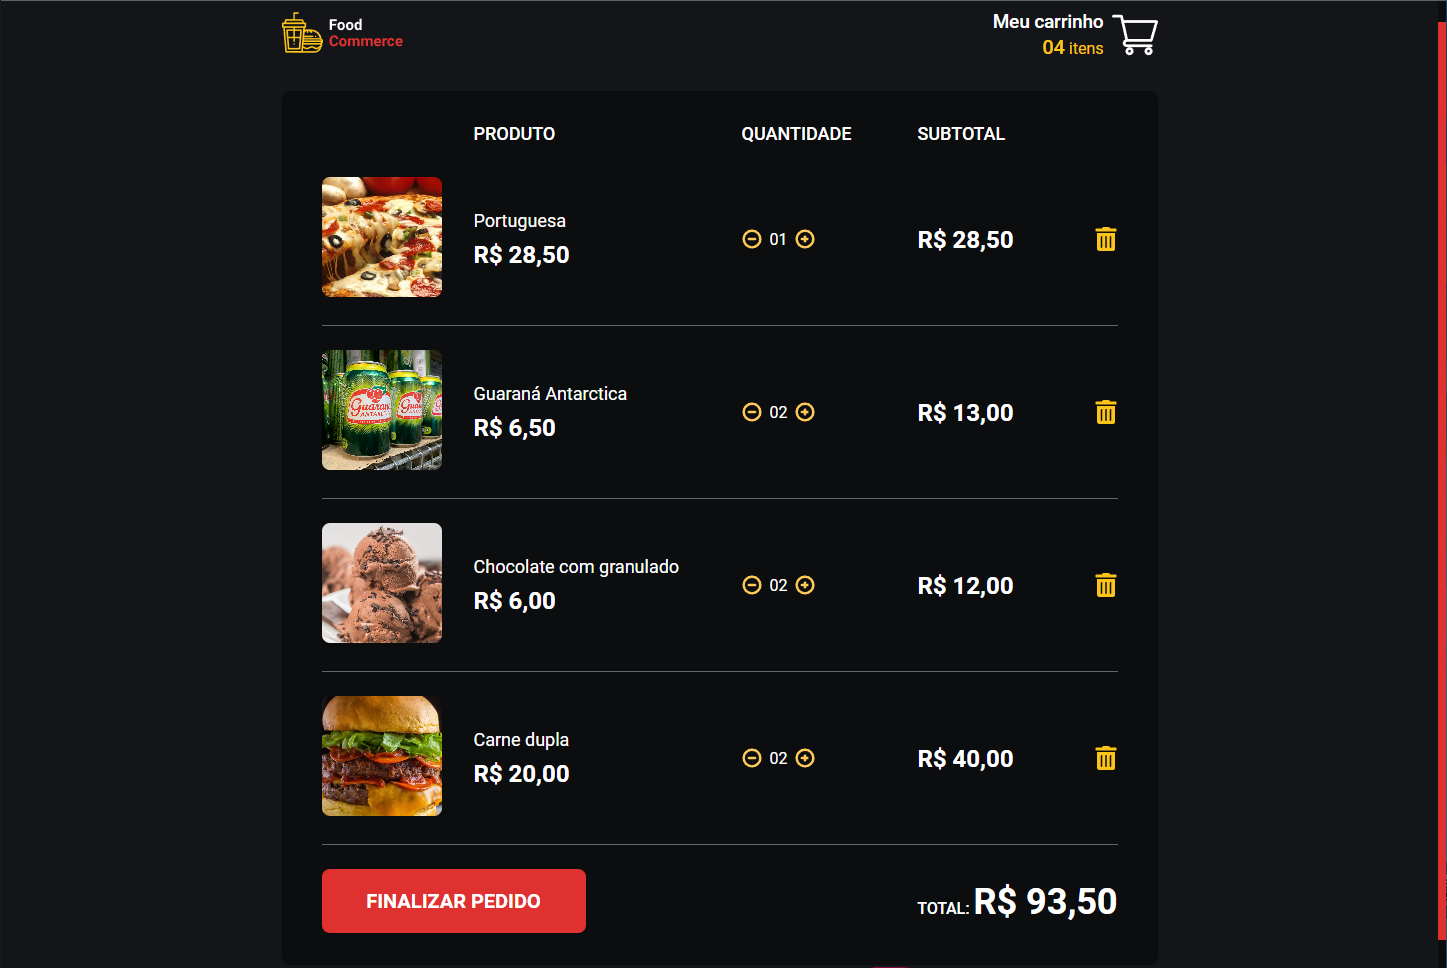 Food
Commerce
Meu carrinho
04 itens
PRODUTO QUANTIDADE SUBTOTAL
Portuguesa
R$ 28,50
01
R$ 28,50
Guaraná Antarctica
R$ 6,50
02
R$ 13,00
Chocolate com granulado
R$ 6,00
02
R$ 12,00
Carne dupla
R$ 20,00
02
R$ 40,00
FINALIZAR PEDIDO
TOTAL: R$ 93,50